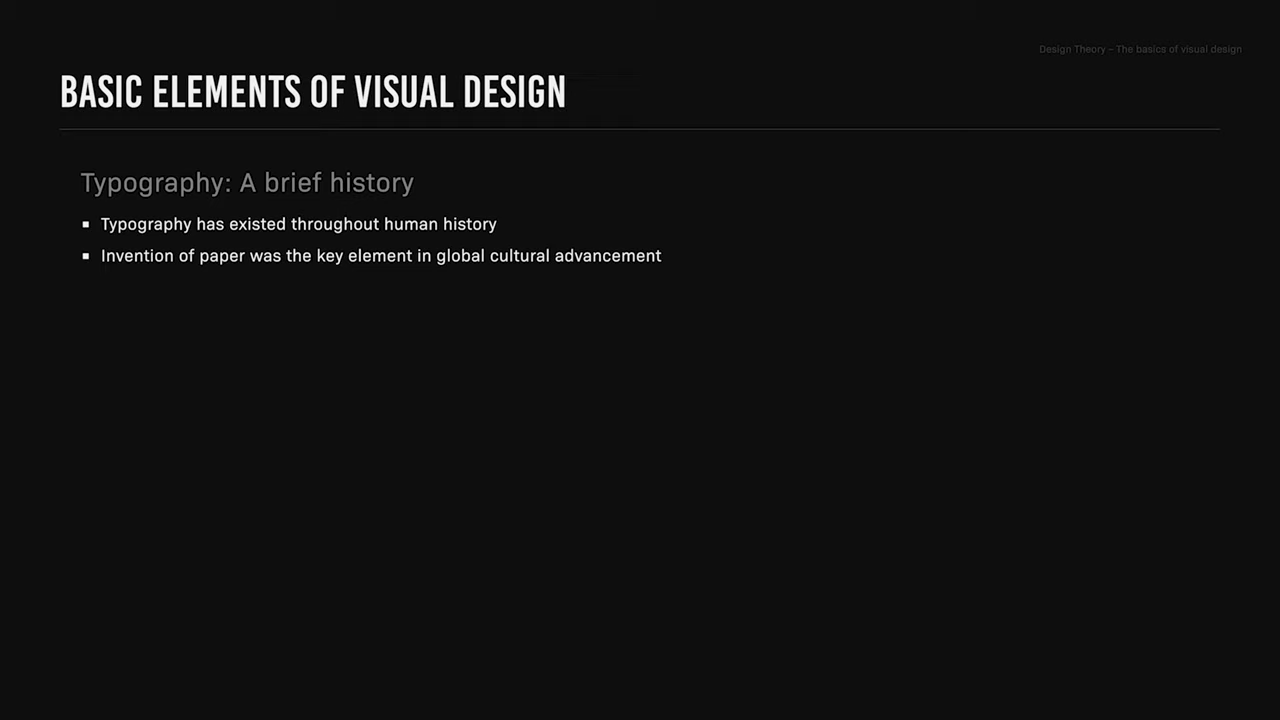 Design Theory – The basics of visual design
BASIC ELEMENTS OF VISUAL DESIGN
Typography: A brief history
▪ Typography has existed throughout human history
▪ Invention of paper was the key element in global cultural advancement